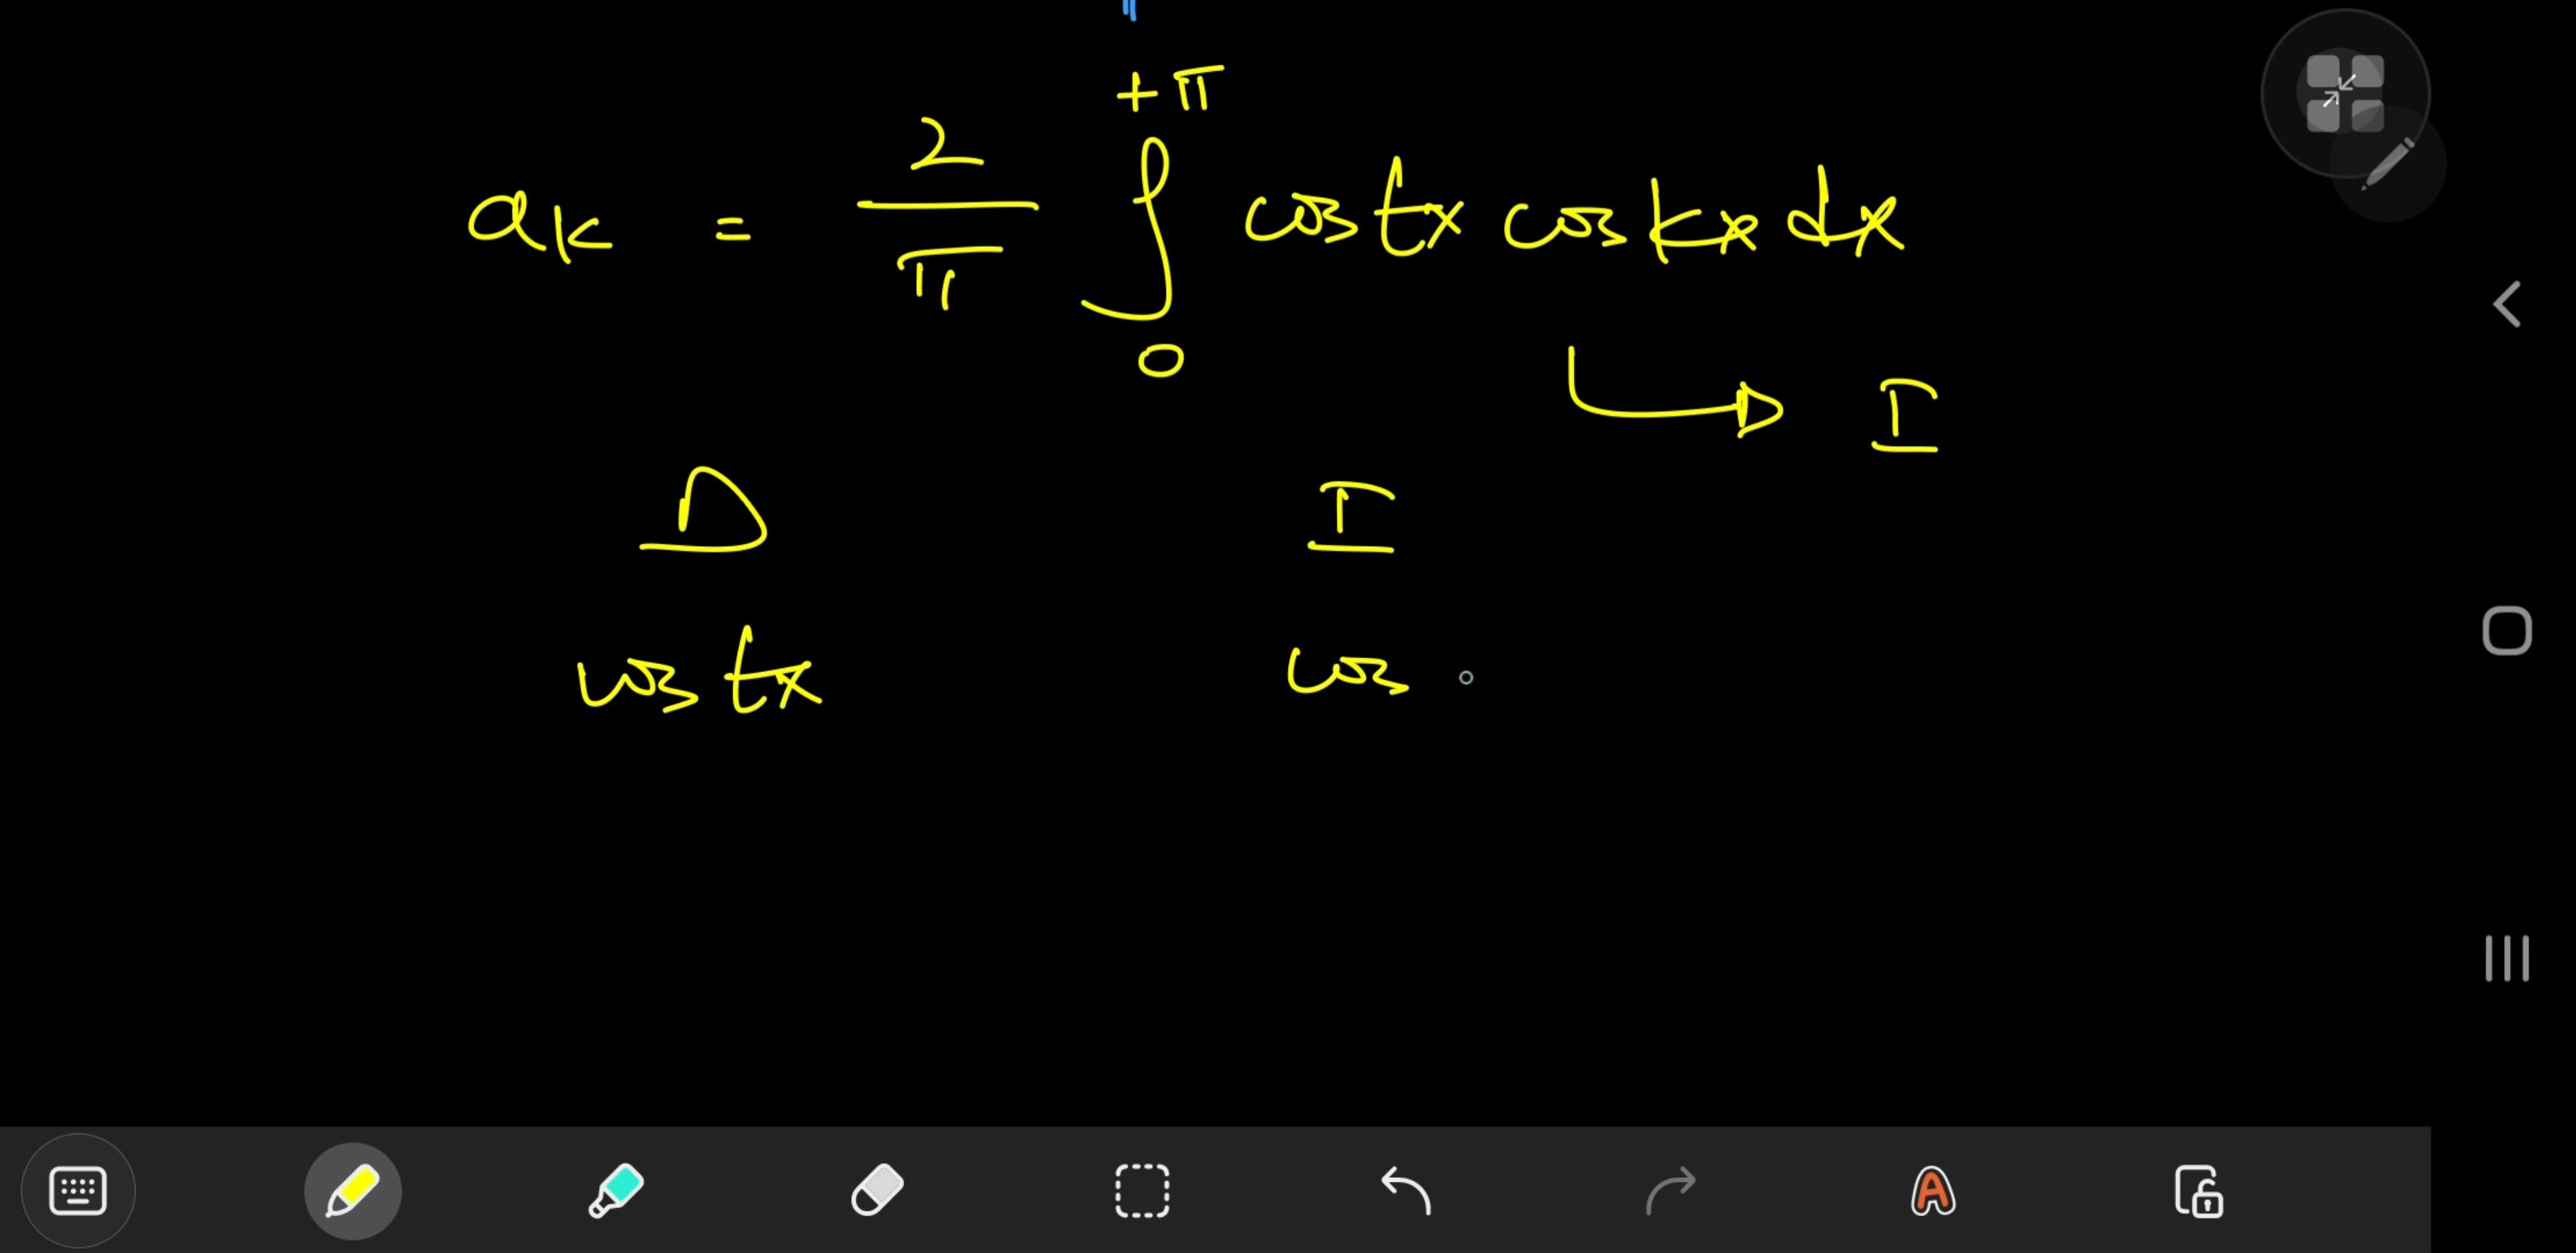 +π
a_k = 2/π ∫ cos tx cos kx dx
0
I
D I
cos tx cos
A